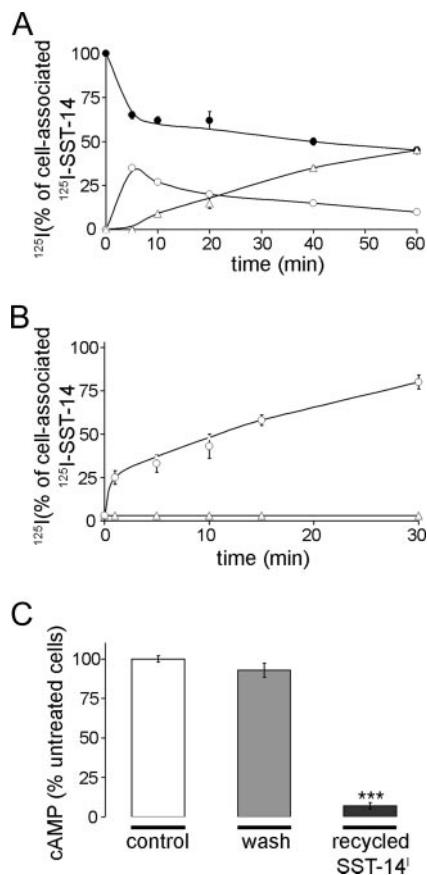 A
¹²⁵I(% of cell-associated
¹²⁵I-SST-14
100
75
50
25
0
0 10 20 30 40 50 60
time (min)
B
¹²⁵I(% of cell-associated
¹²⁵I-SST-14
100
75
50
25
0
0 10 20 30
time (min)
C
cAMP (% untreated cells)
100
75
50
25
0
***
control wash recycled
SST-14ᴵ